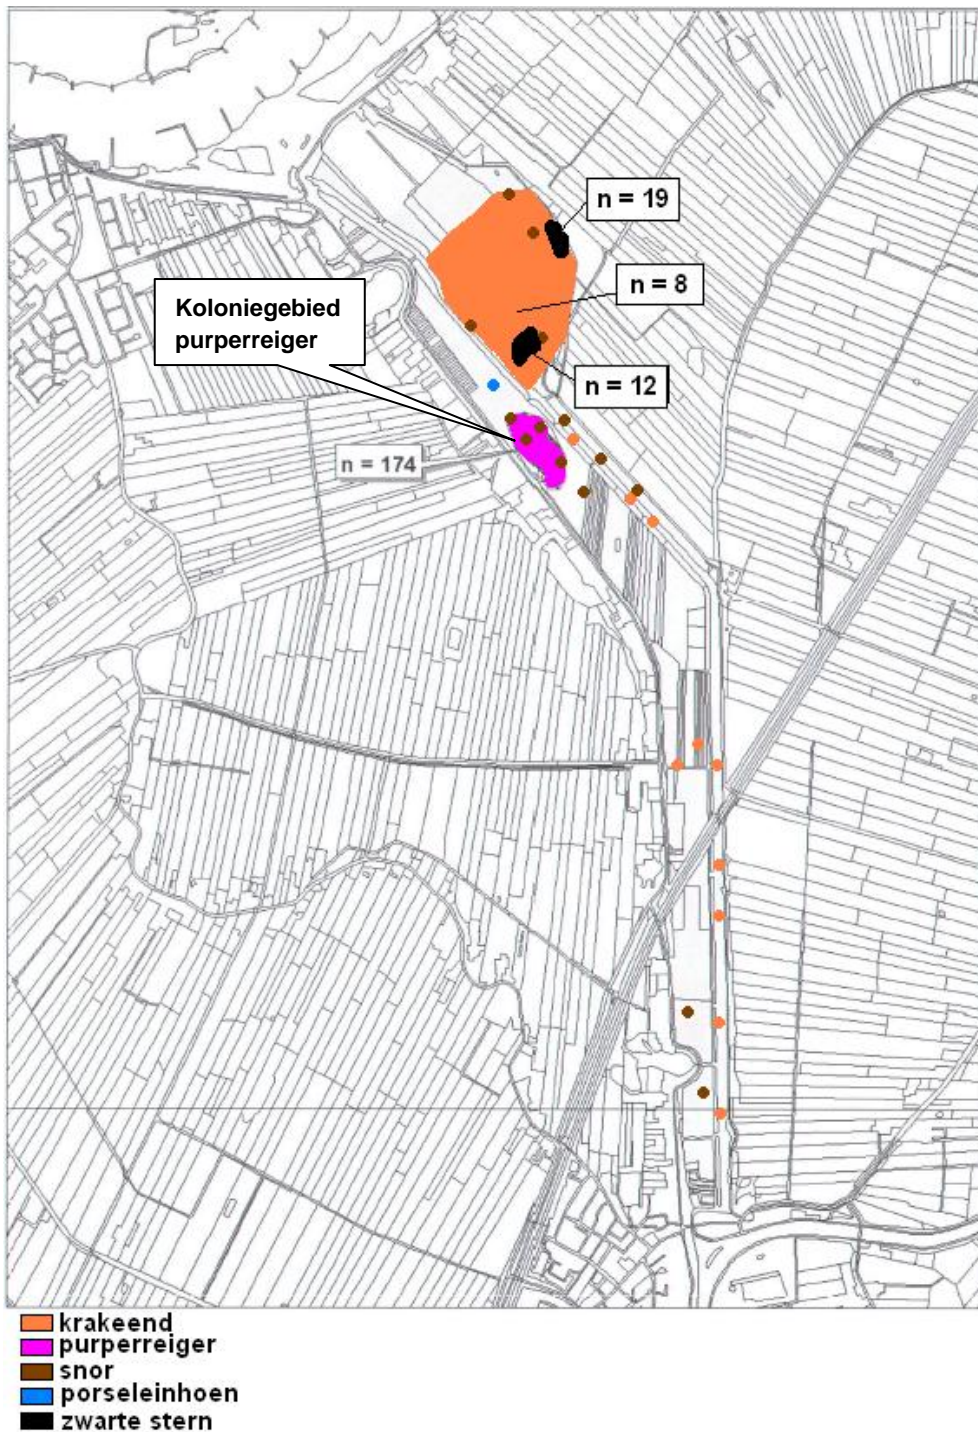 n = 19
n = 8
Koloniegebied
purperreiger
n = 12
n = 174
krakeend
purperreiger
snor
porseleinhoen
zwarte stern